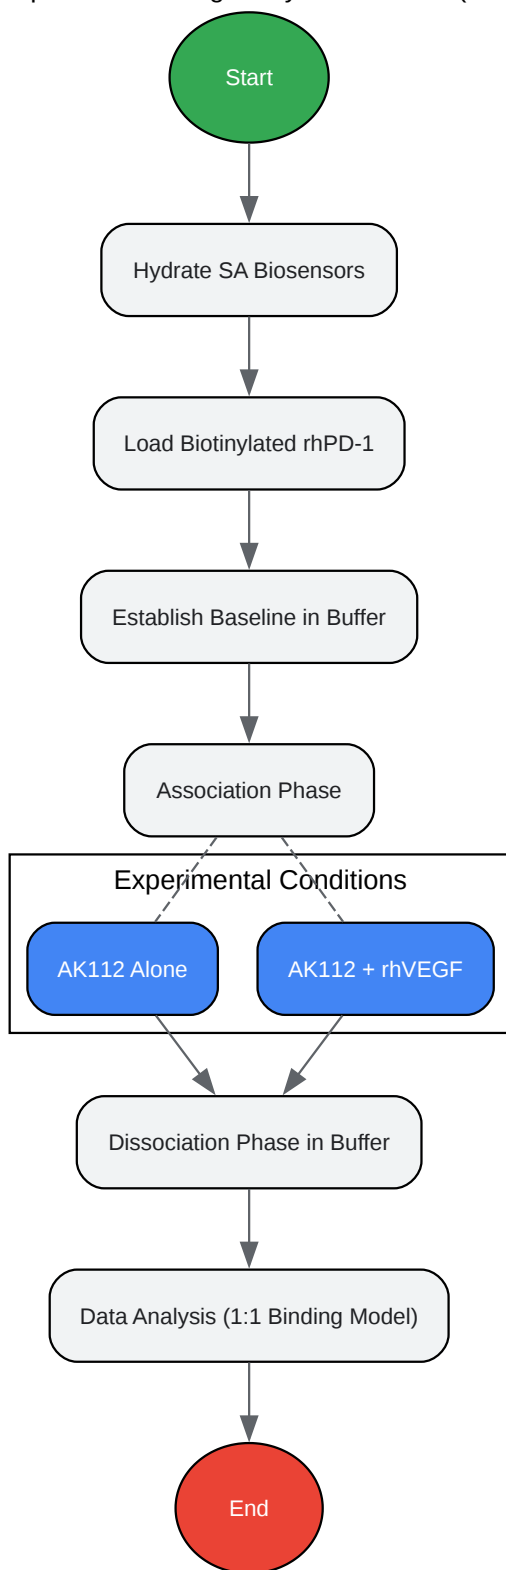 Start
Hydrate SA Biosensors
Load Biotinylated rhPD-1
Establish Baseline in Buffer
Association Phase
Experimental Conditions
AK112 Alone
AK112 + rhVEGF
Dissociation Phase in Buffer
Data Analysis (1:1 Binding Model)
End